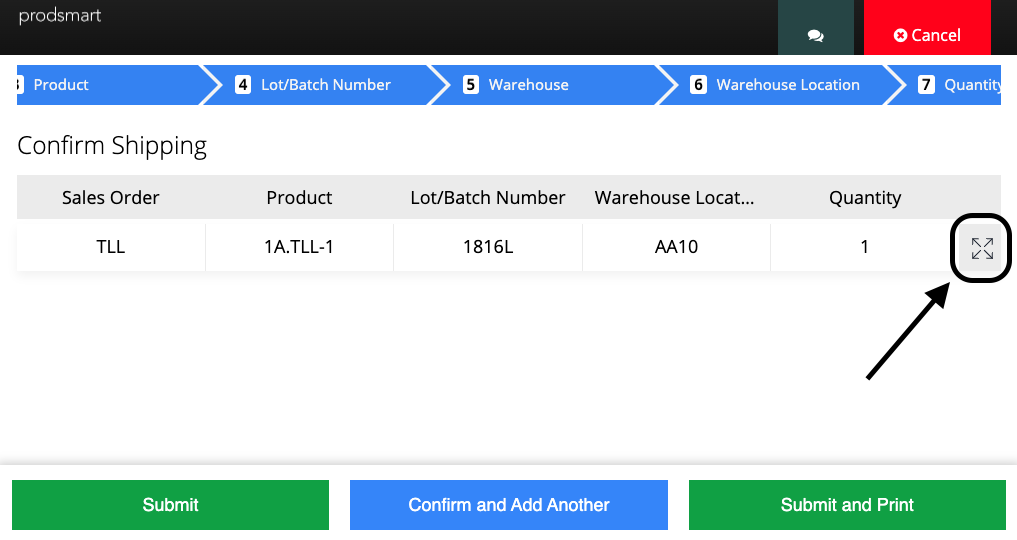 prodsmart
Cancel
3 Product 4 Lot/Batch Number 5 Warehouse 6 Warehouse Location 7 Quantity
Confirm Shipping
Sales Order Product Lot/Batch Number Warehouse Locat... Quantity
TLL 1A.TLL-1 1816L AA10 1
Submit Confirm and Add Another Submit and Print